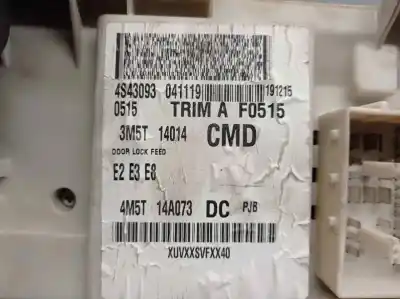 4S43093 041119 191215
0515 TRIM A F0515
3M5T 14014 CMD
DOOR LOCK FEED
E2 E3 E8
4M5T 14A073 DC PJB
XUVXXSVFXX40